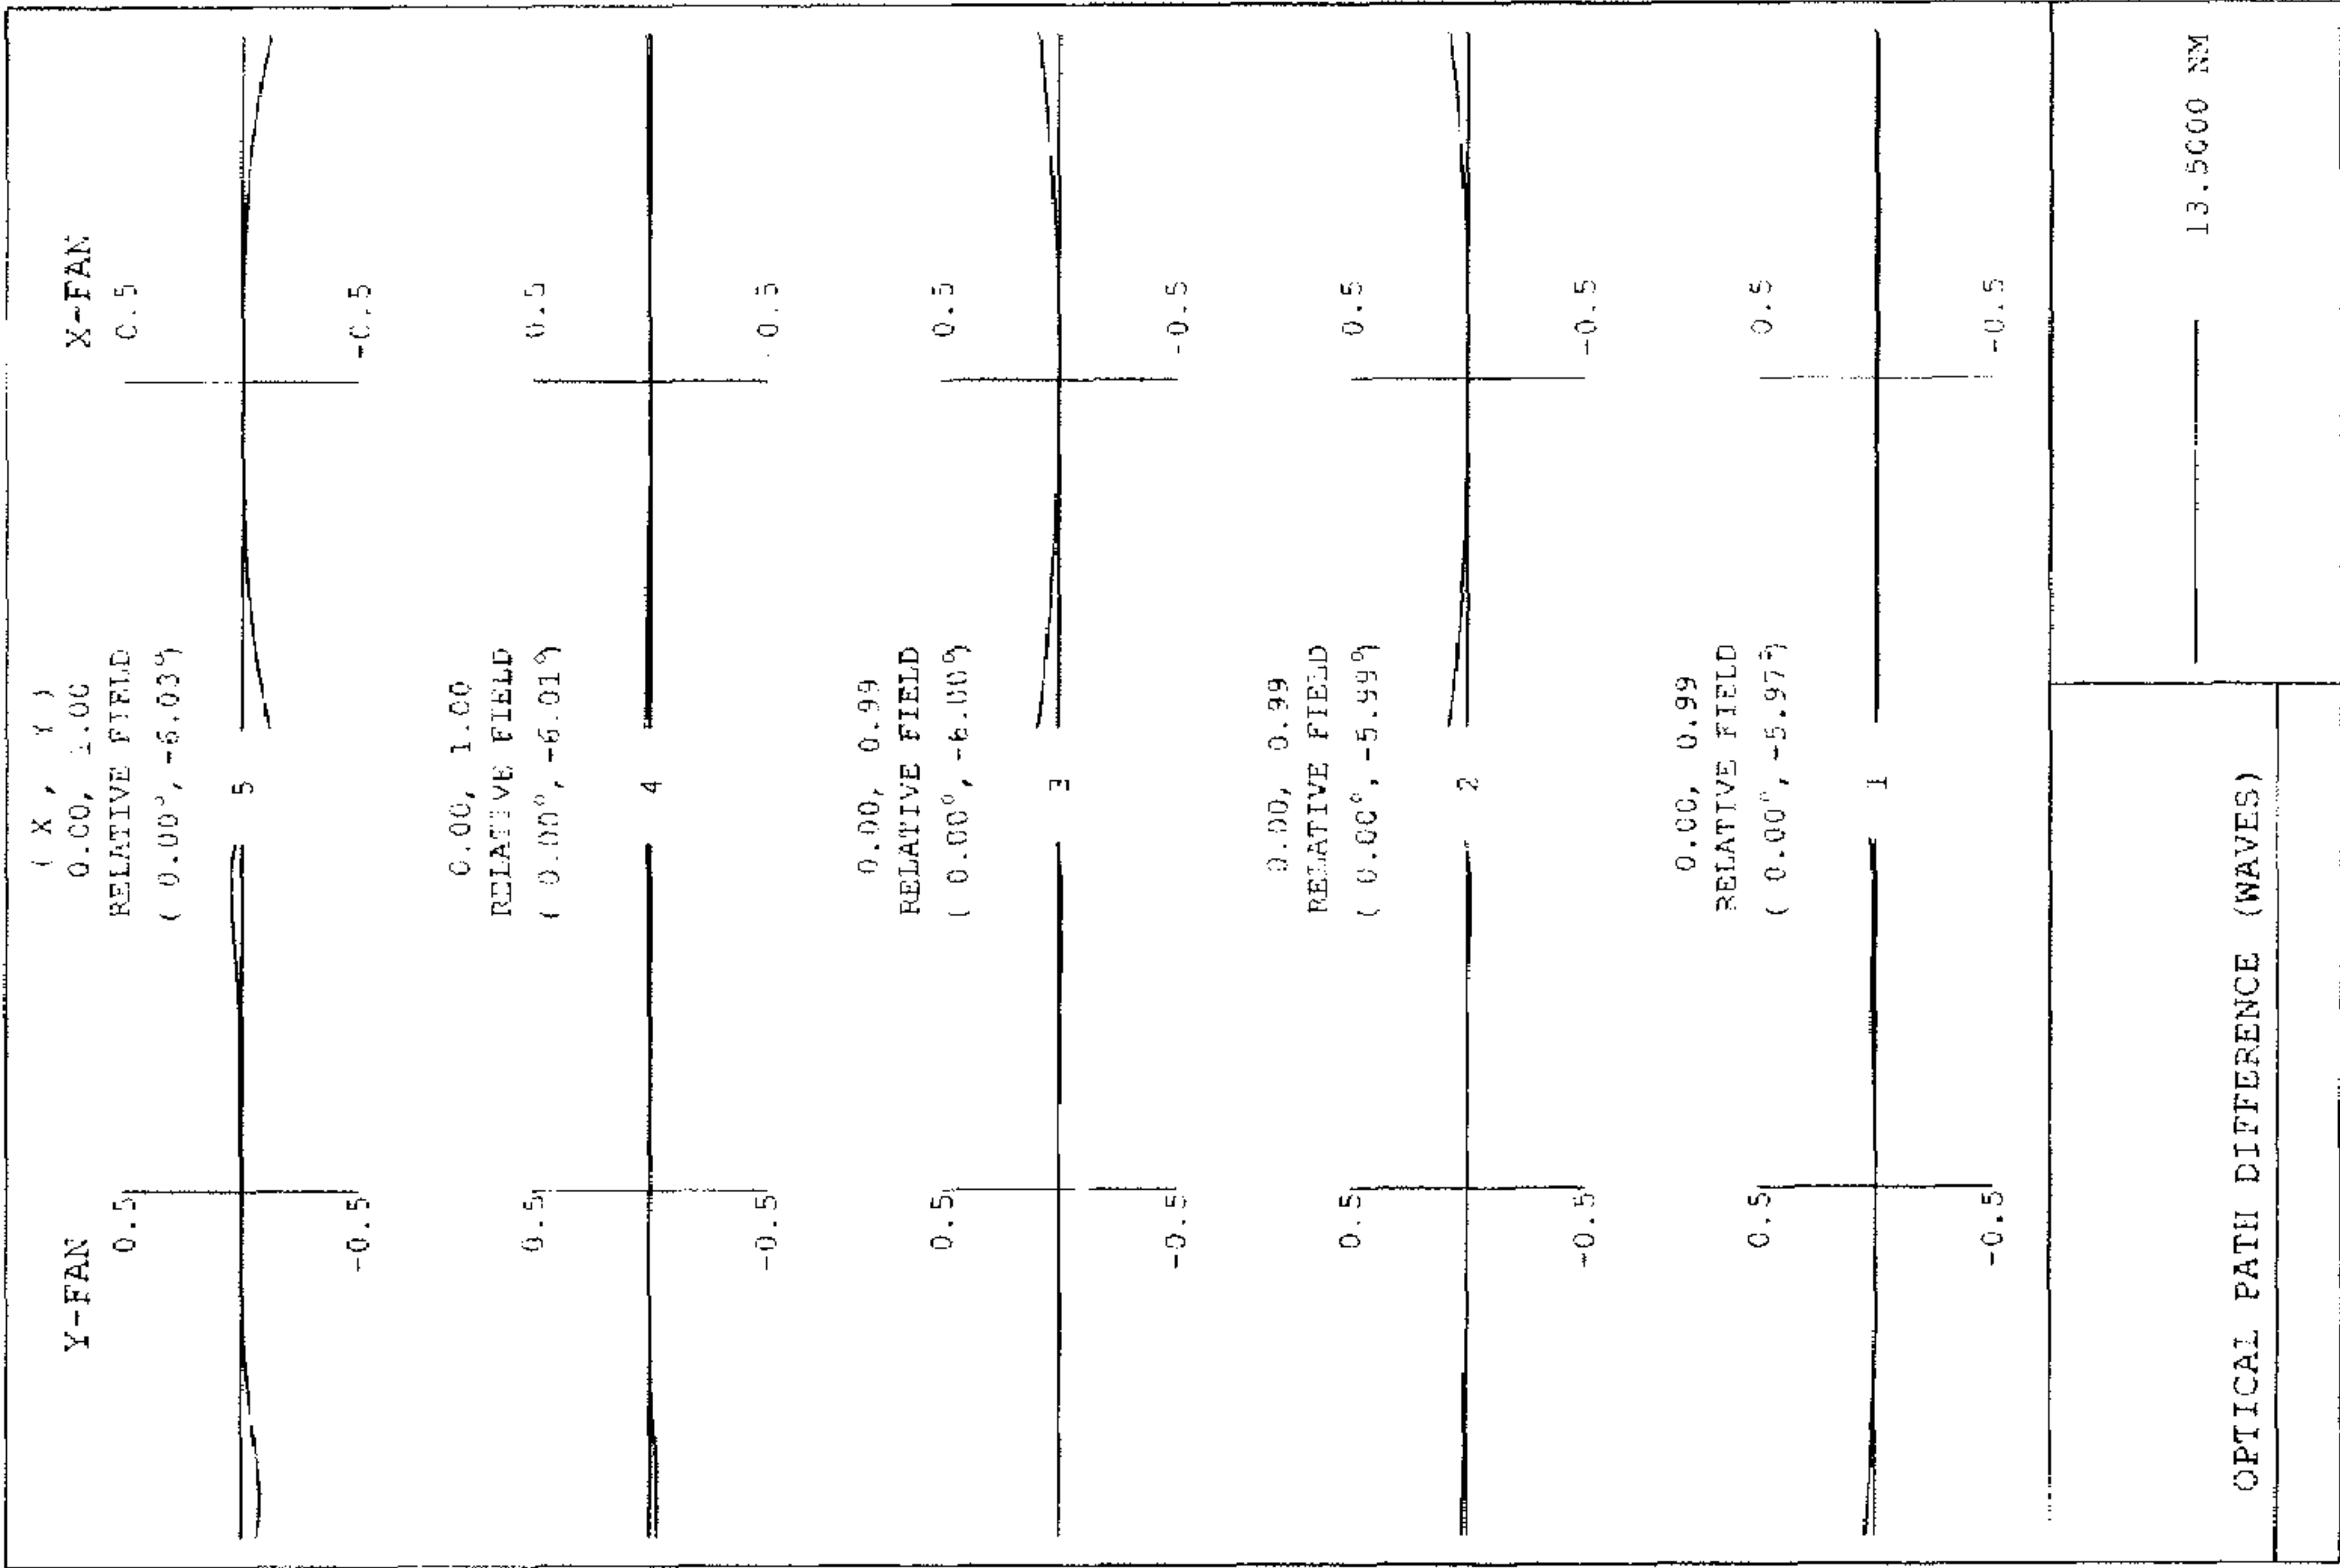 Y-FAN
( X , Y )
X-FAN
0.00, 1.00
RELATIVE FIELD
( 0.00°, -6.03°)
0.5
0.5
-0.5
5
-0.5
0.00, 1.00
RELATIVE FIELD
( 0.00°, -6.01°)
0.5
0.5
-0.5
4
-0.5
0.00, 0.99
RELATIVE FIELD
( 0.00°, -6.00°)
0.5
0.5
-0.5
3
-0.5
0.00, 0.99
RELATIVE FIELD
( 0.00°, -5.99°)
0.5
0.5
-0.5
2
-0.5
0.00, 0.99
RELATIVE FIELD
( 0.00°, -5.97°)
0.5
0.5
-0.5
1
-0.5
13.5000 NM
OPTICAL PATH DIFFERENCE (WAVES)